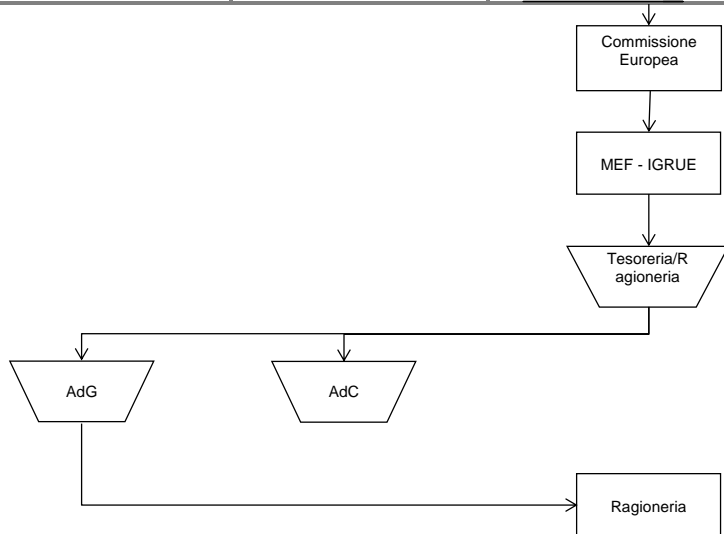 Commissione
Europea
MEF - IGRUE
Tesoreria/R
agioneria
AdG
AdC
Ragioneria